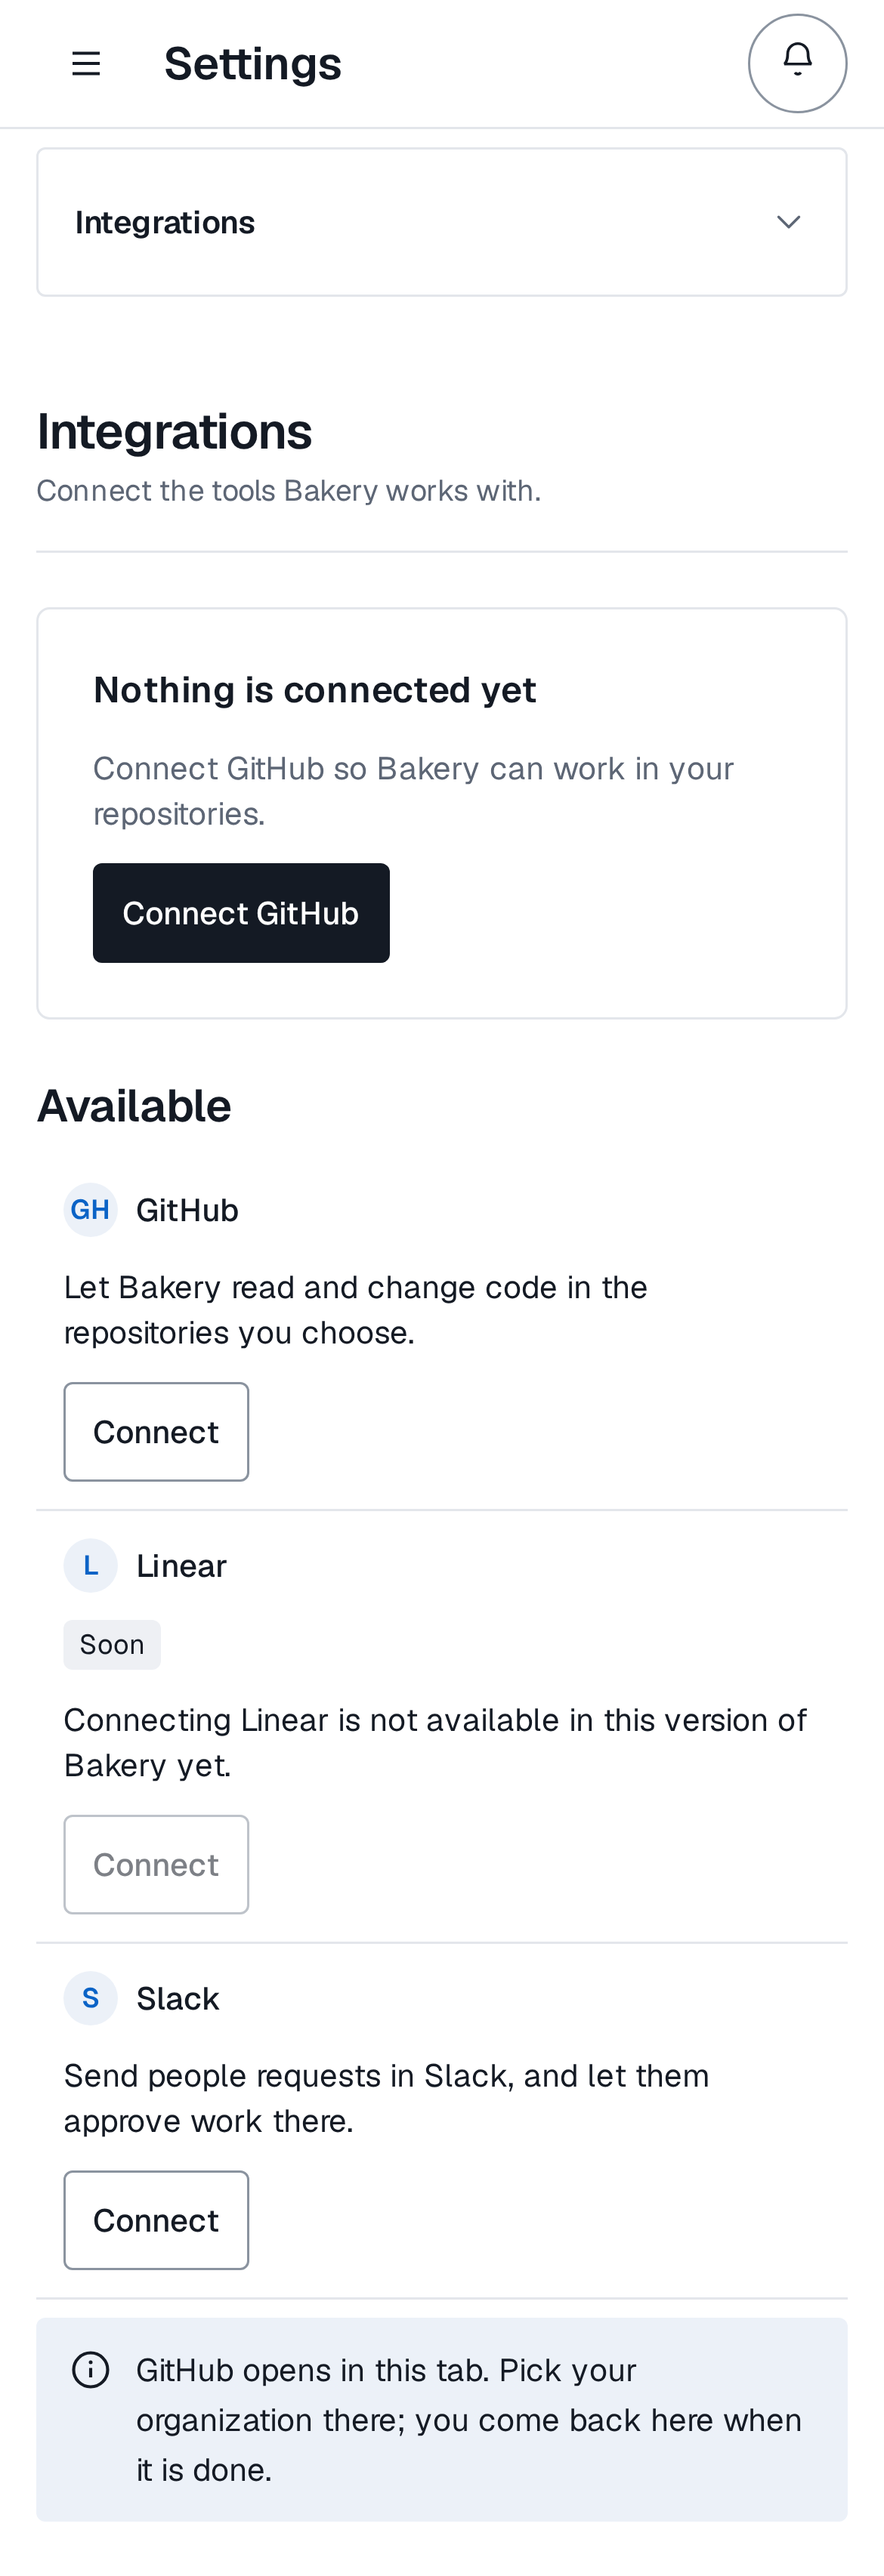 Settings
Integrations
Integrations
Connect the tools Bakery works with.
Nothing is connected yet
Connect GitHub so Bakery can work in your
repositories.
Connect GitHub
Available
GH GitHub
Let Bakery read and change code in the
repositories you choose.
Connect
L Linear
Soon
Connecting Linear is not available in this version of
Bakery yet.
Connect
S Slack
Send people requests in Slack, and let them
approve work there.
Connect
GitHub opens in this tab. Pick your
organization there; you come back here when
it is done.